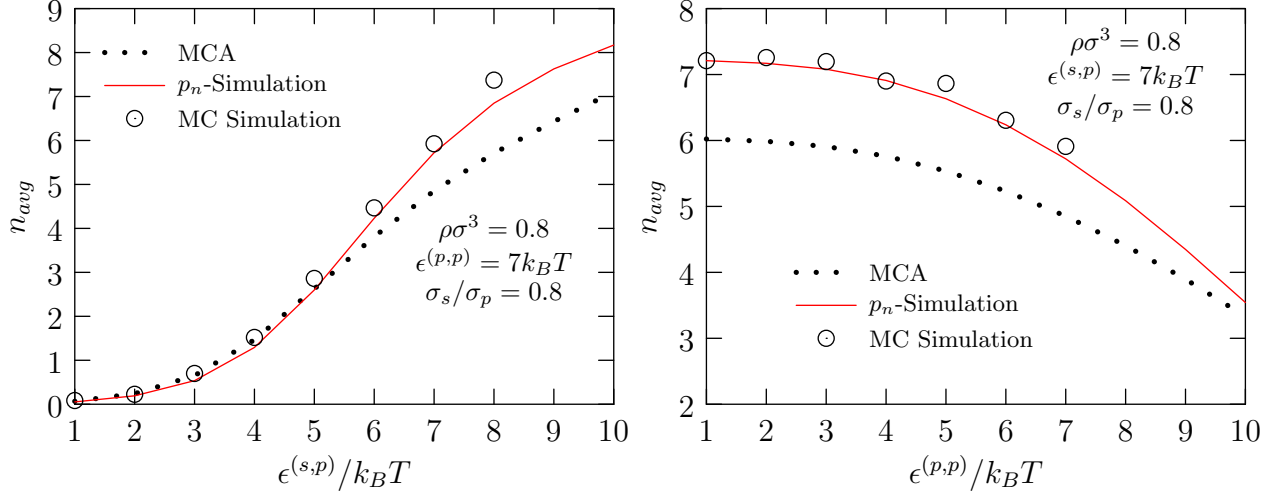 9
8
7
6
5
4
3
2
1
0
n_{avg}
MCA
p_n-Simulation
MC Simulation
ρσ^3 = 0.8
ϵ^{(p,p)} = 7k_BT
σ_s/σ_p = 0.8
1 2 3 4 5 6 7 8 9 10
ϵ^{(s,p)}/k_BT
8
7
6
5
4
3
2
n_{avg}
ρσ^3 = 0.8
ϵ^{(s,p)} = 7k_BT
σ_s/σ_p = 0.8
MCA
p_n-Simulation
MC Simulation
1 2 3 4 5 6 7 8 9 10
ϵ^{(p,p)}/k_BT